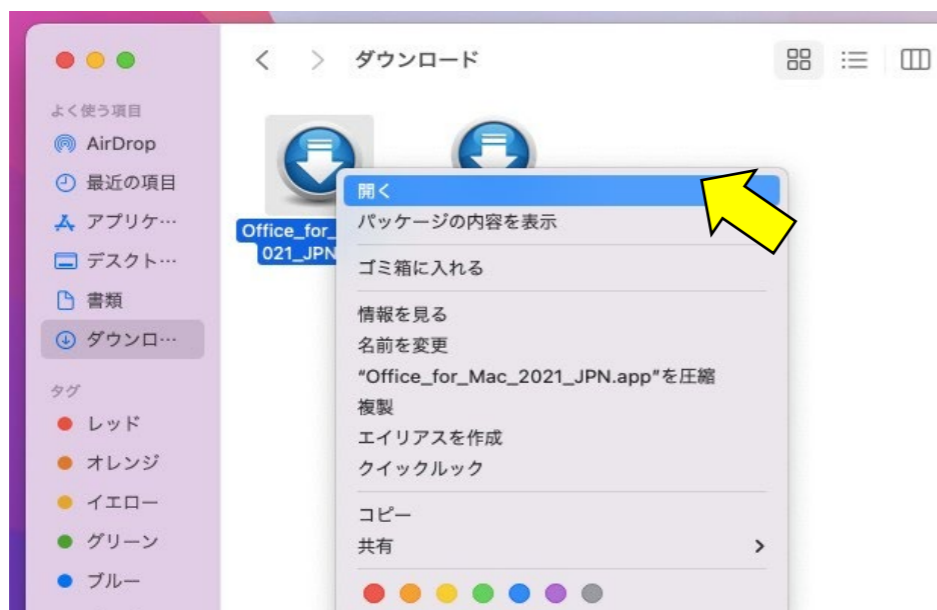 ダウンロード
よく使う項目
AirDrop
最近の項目
アプリケ…
デスクト…
書類
ダウンロ…
タグ
レッド
オレンジ
イエロー
グリーン
ブルー
Office_for_
021_JPN
開く
パッケージの内容を表示
ゴミ箱に入れる
情報を見る
名前を変更
“Office_for_Mac_2021_JPN.app”を圧縮
複製
エイリアスを作成
クイックルック
コピー
共有